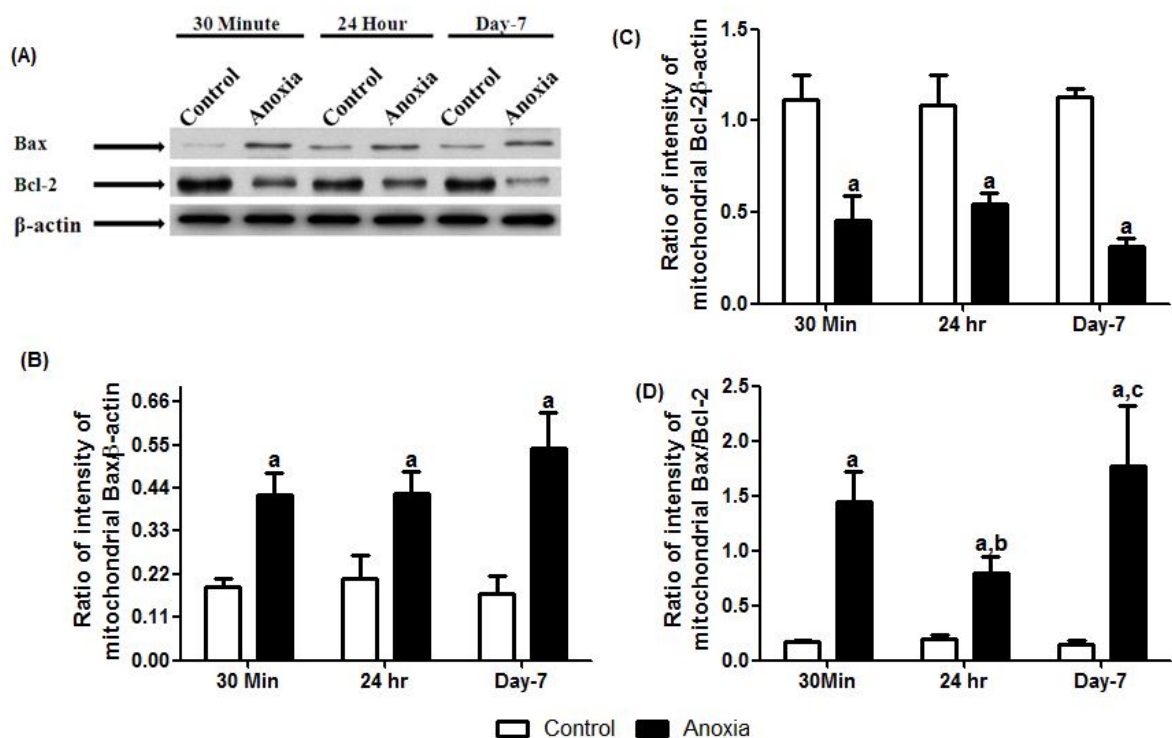 30 Minute 24 Hour Day-7
(A)
Control Anoxia Control Anoxia Control Anoxia
Bax
Bcl-2
β-actin
(B)
Ratio of intensity of
mitochondrial Bax/β-actin
0.66
0.55
0.44
0.33
0.22
0.11
0.00
a a a
30 Min 24 hr Day-7
(C)
Ratio of intensity of
mitochondrial Bcl-2β-actin
1.5
1.0
0.5
0.0
a a a
30 Min 24 hr Day-7
(D)
Ratio of intensity of
mitochondrial Bax/Bcl-2
2.5
2.0
1.5
1.0
0.5
0.0
a a,b a,c
30Min 24 hr Day-7
Control Anoxia